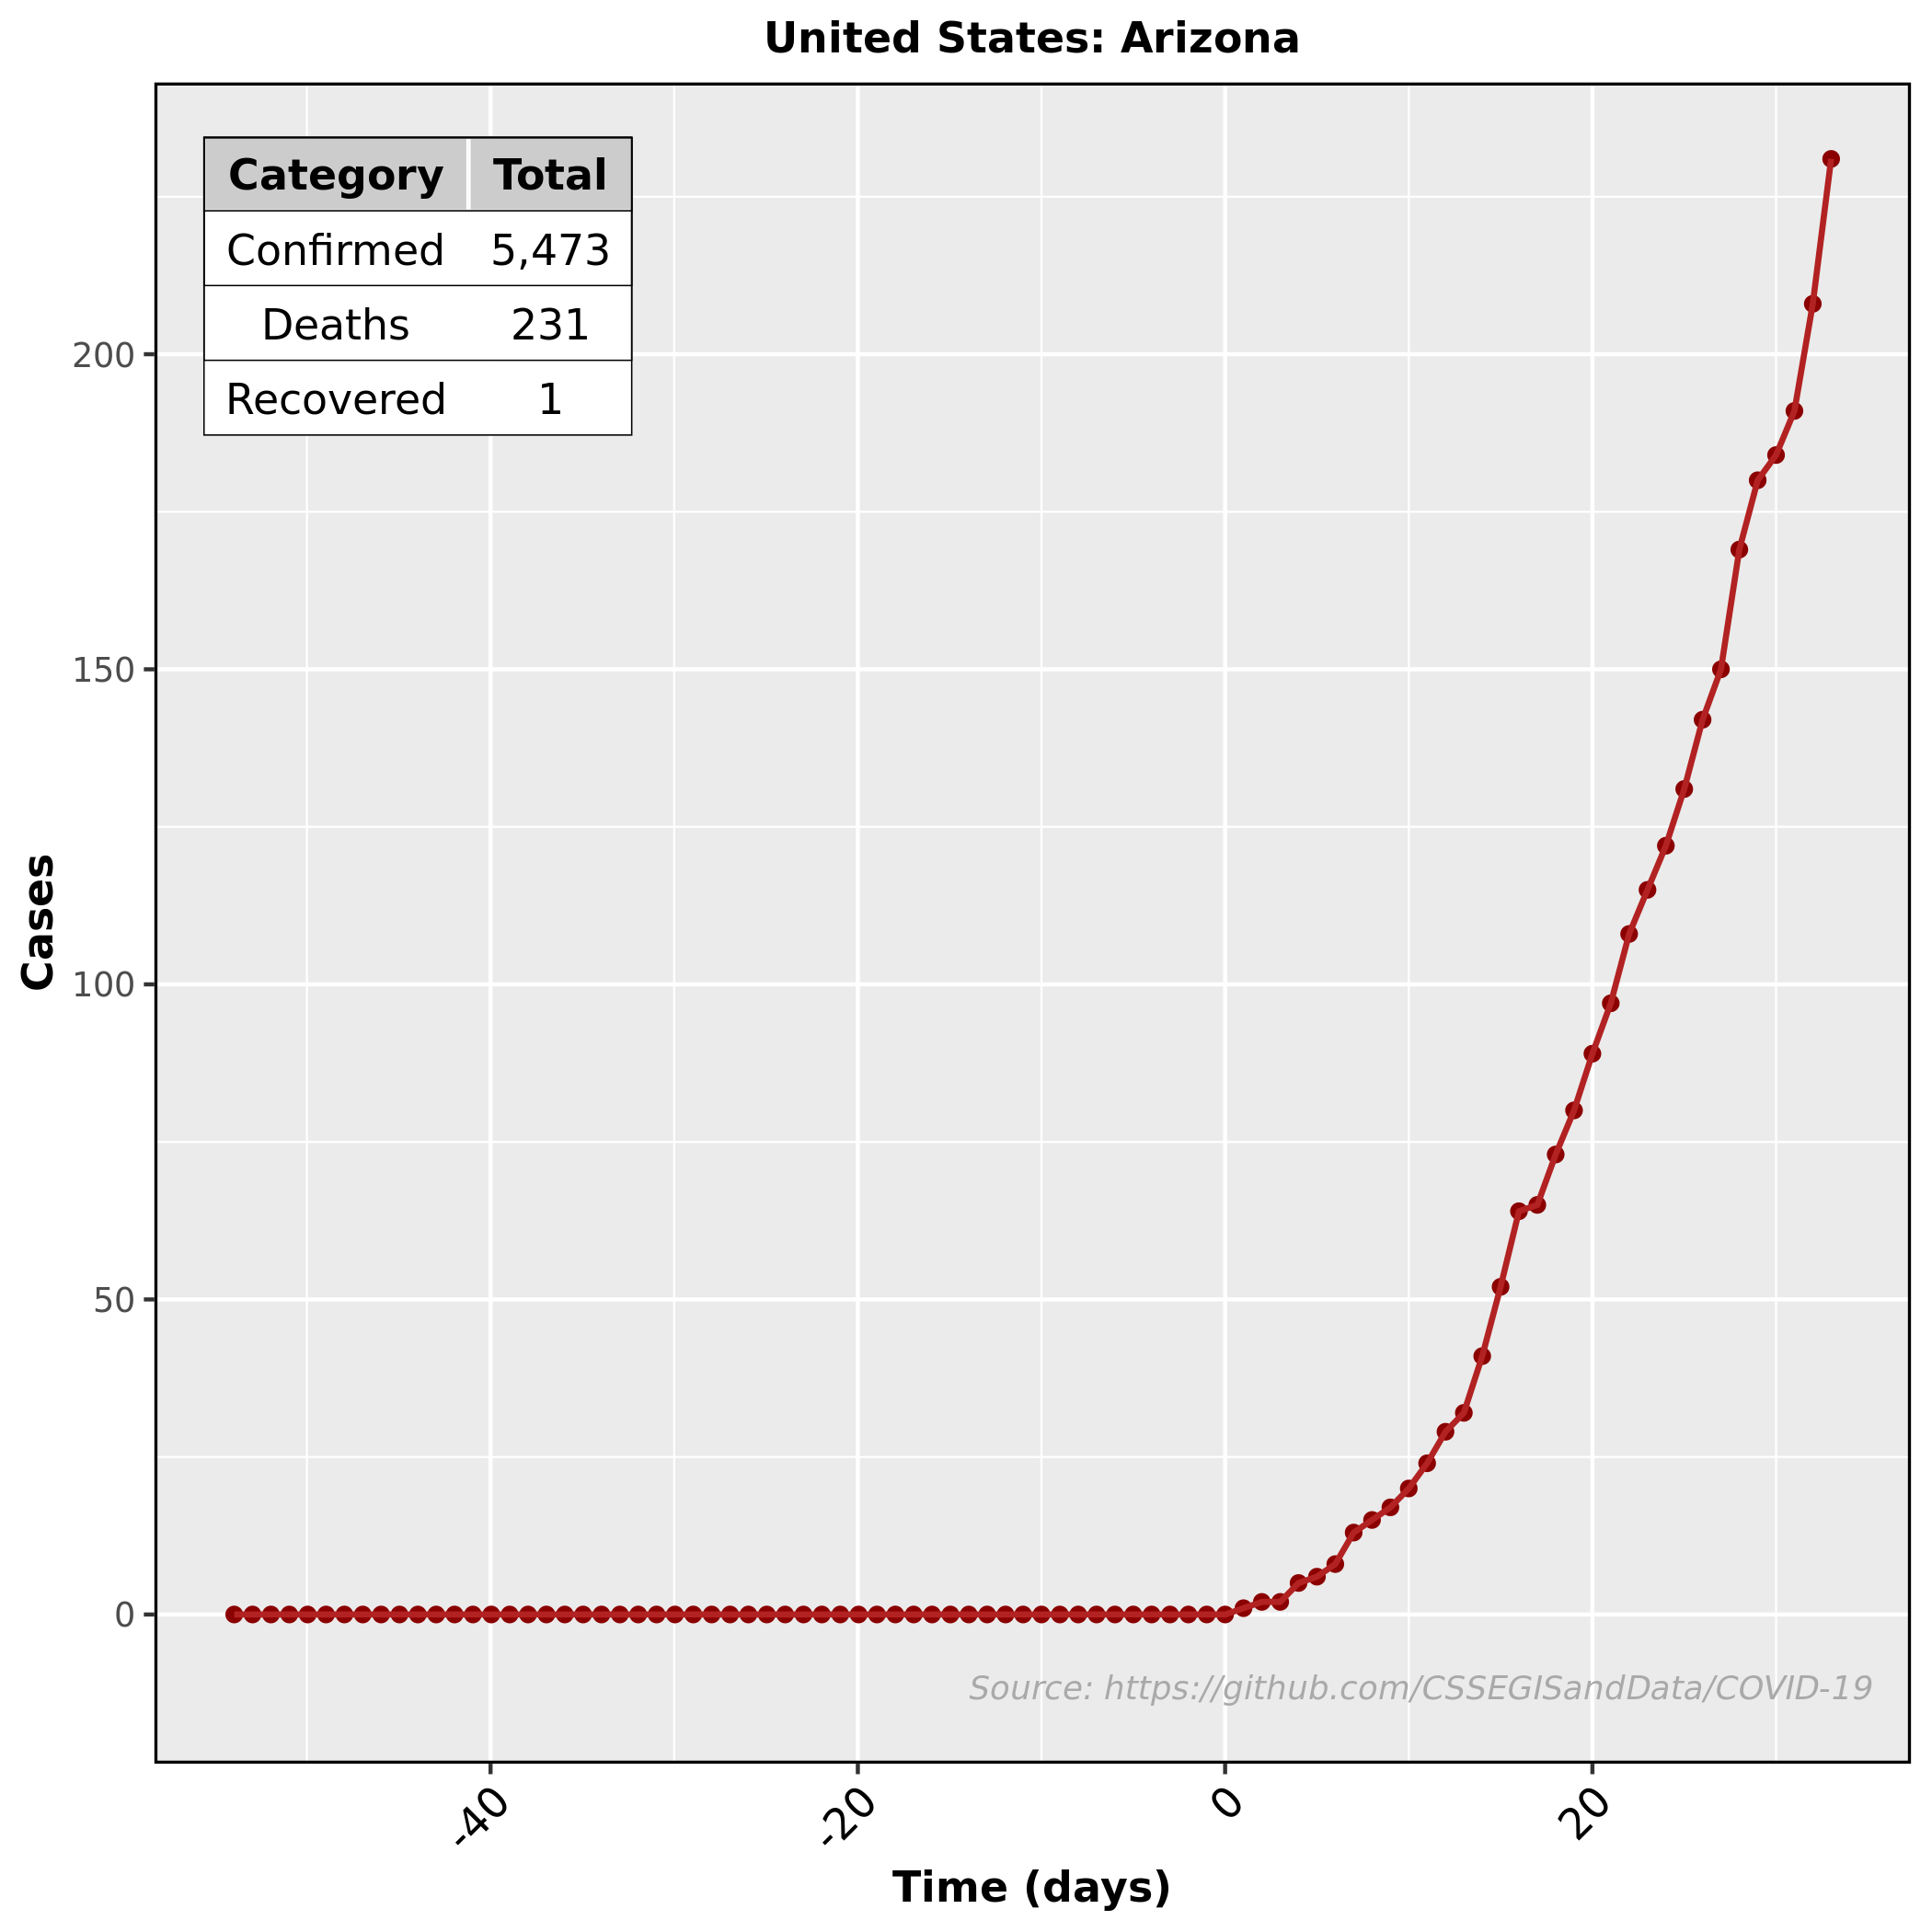 United States: Arizona
Category Total
Confirmed 5,473
Deaths 231
Recovered 1
200
150
100
50
0
Cases
Source: https://github.com/CSSEGISandData/COVID-19
-40 -20 0 20
Time (days)